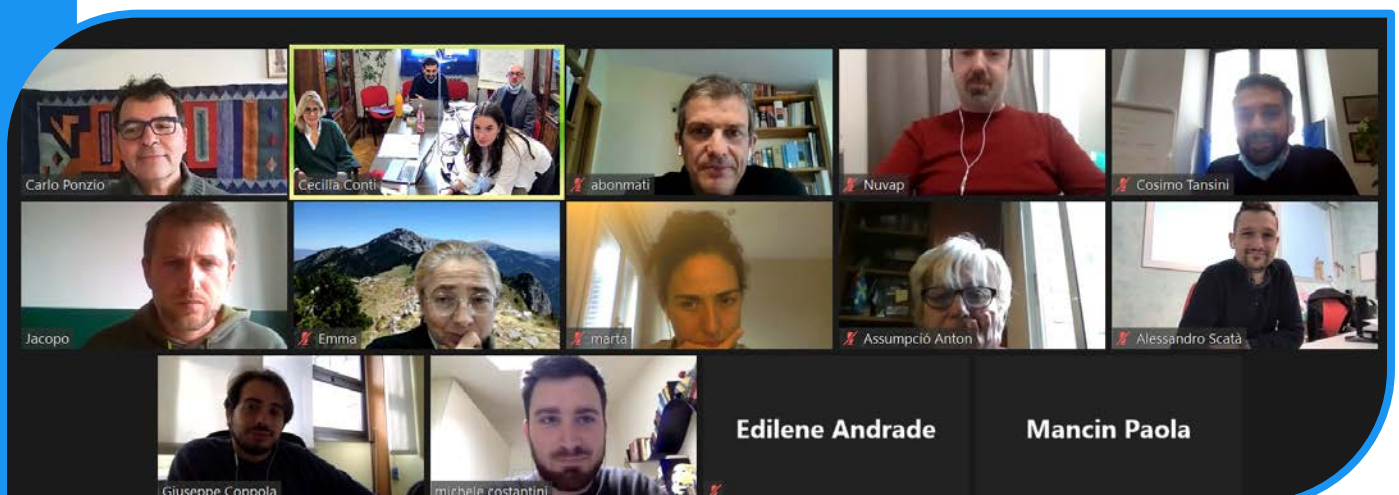 Carlo Ponzio
Cecilia Conti
abonmati
Nuvap
Cosimo Tansini
Jacopo
Emma
marta
Assumpció Anton
Alessandro Scatà
Giuseppe Coppola
michele costantini
Edilene Andrade
Mancin Paola